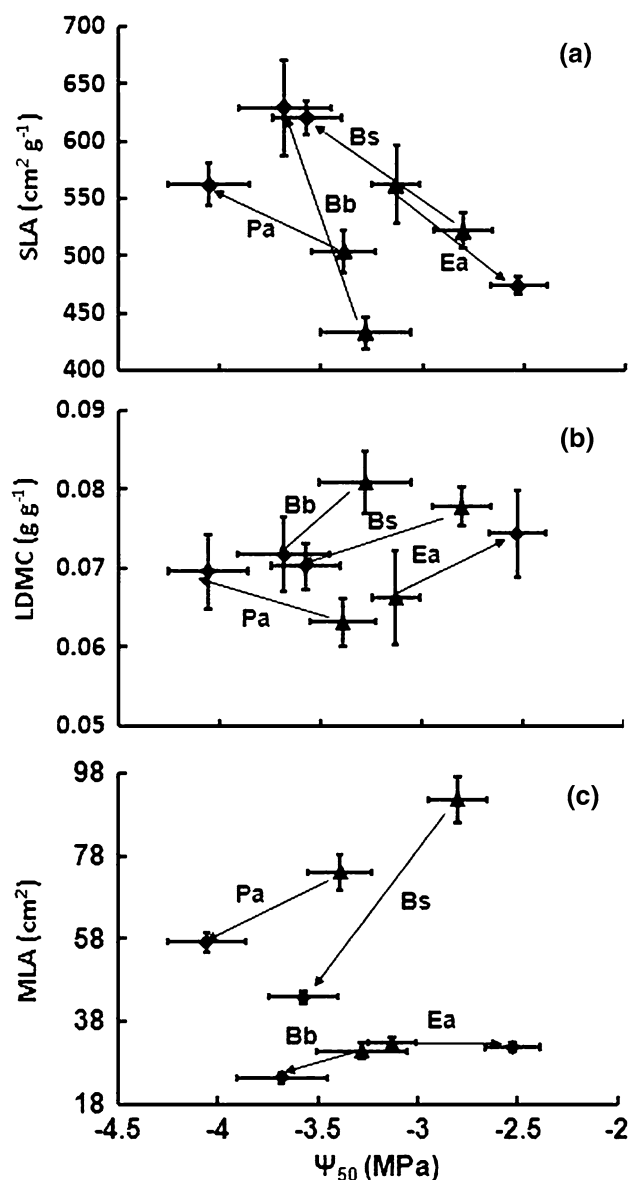 700
650
600
550
500
450
400
SLA (cm² g⁻¹)
(a)
Bs
Bb
Pa
Ea
0.09
0.08
0.07
0.06
0.05
LDMC (g g⁻¹)
(b)
Bb
Bs
Ea
Pa
98
78
58
38
18
MLA (cm²)
(c)
Pa
Bs
Bb
Ea
-4.5 -4 -3.5 -3 -2.5 -2
Ψ₅₀ (MPa)